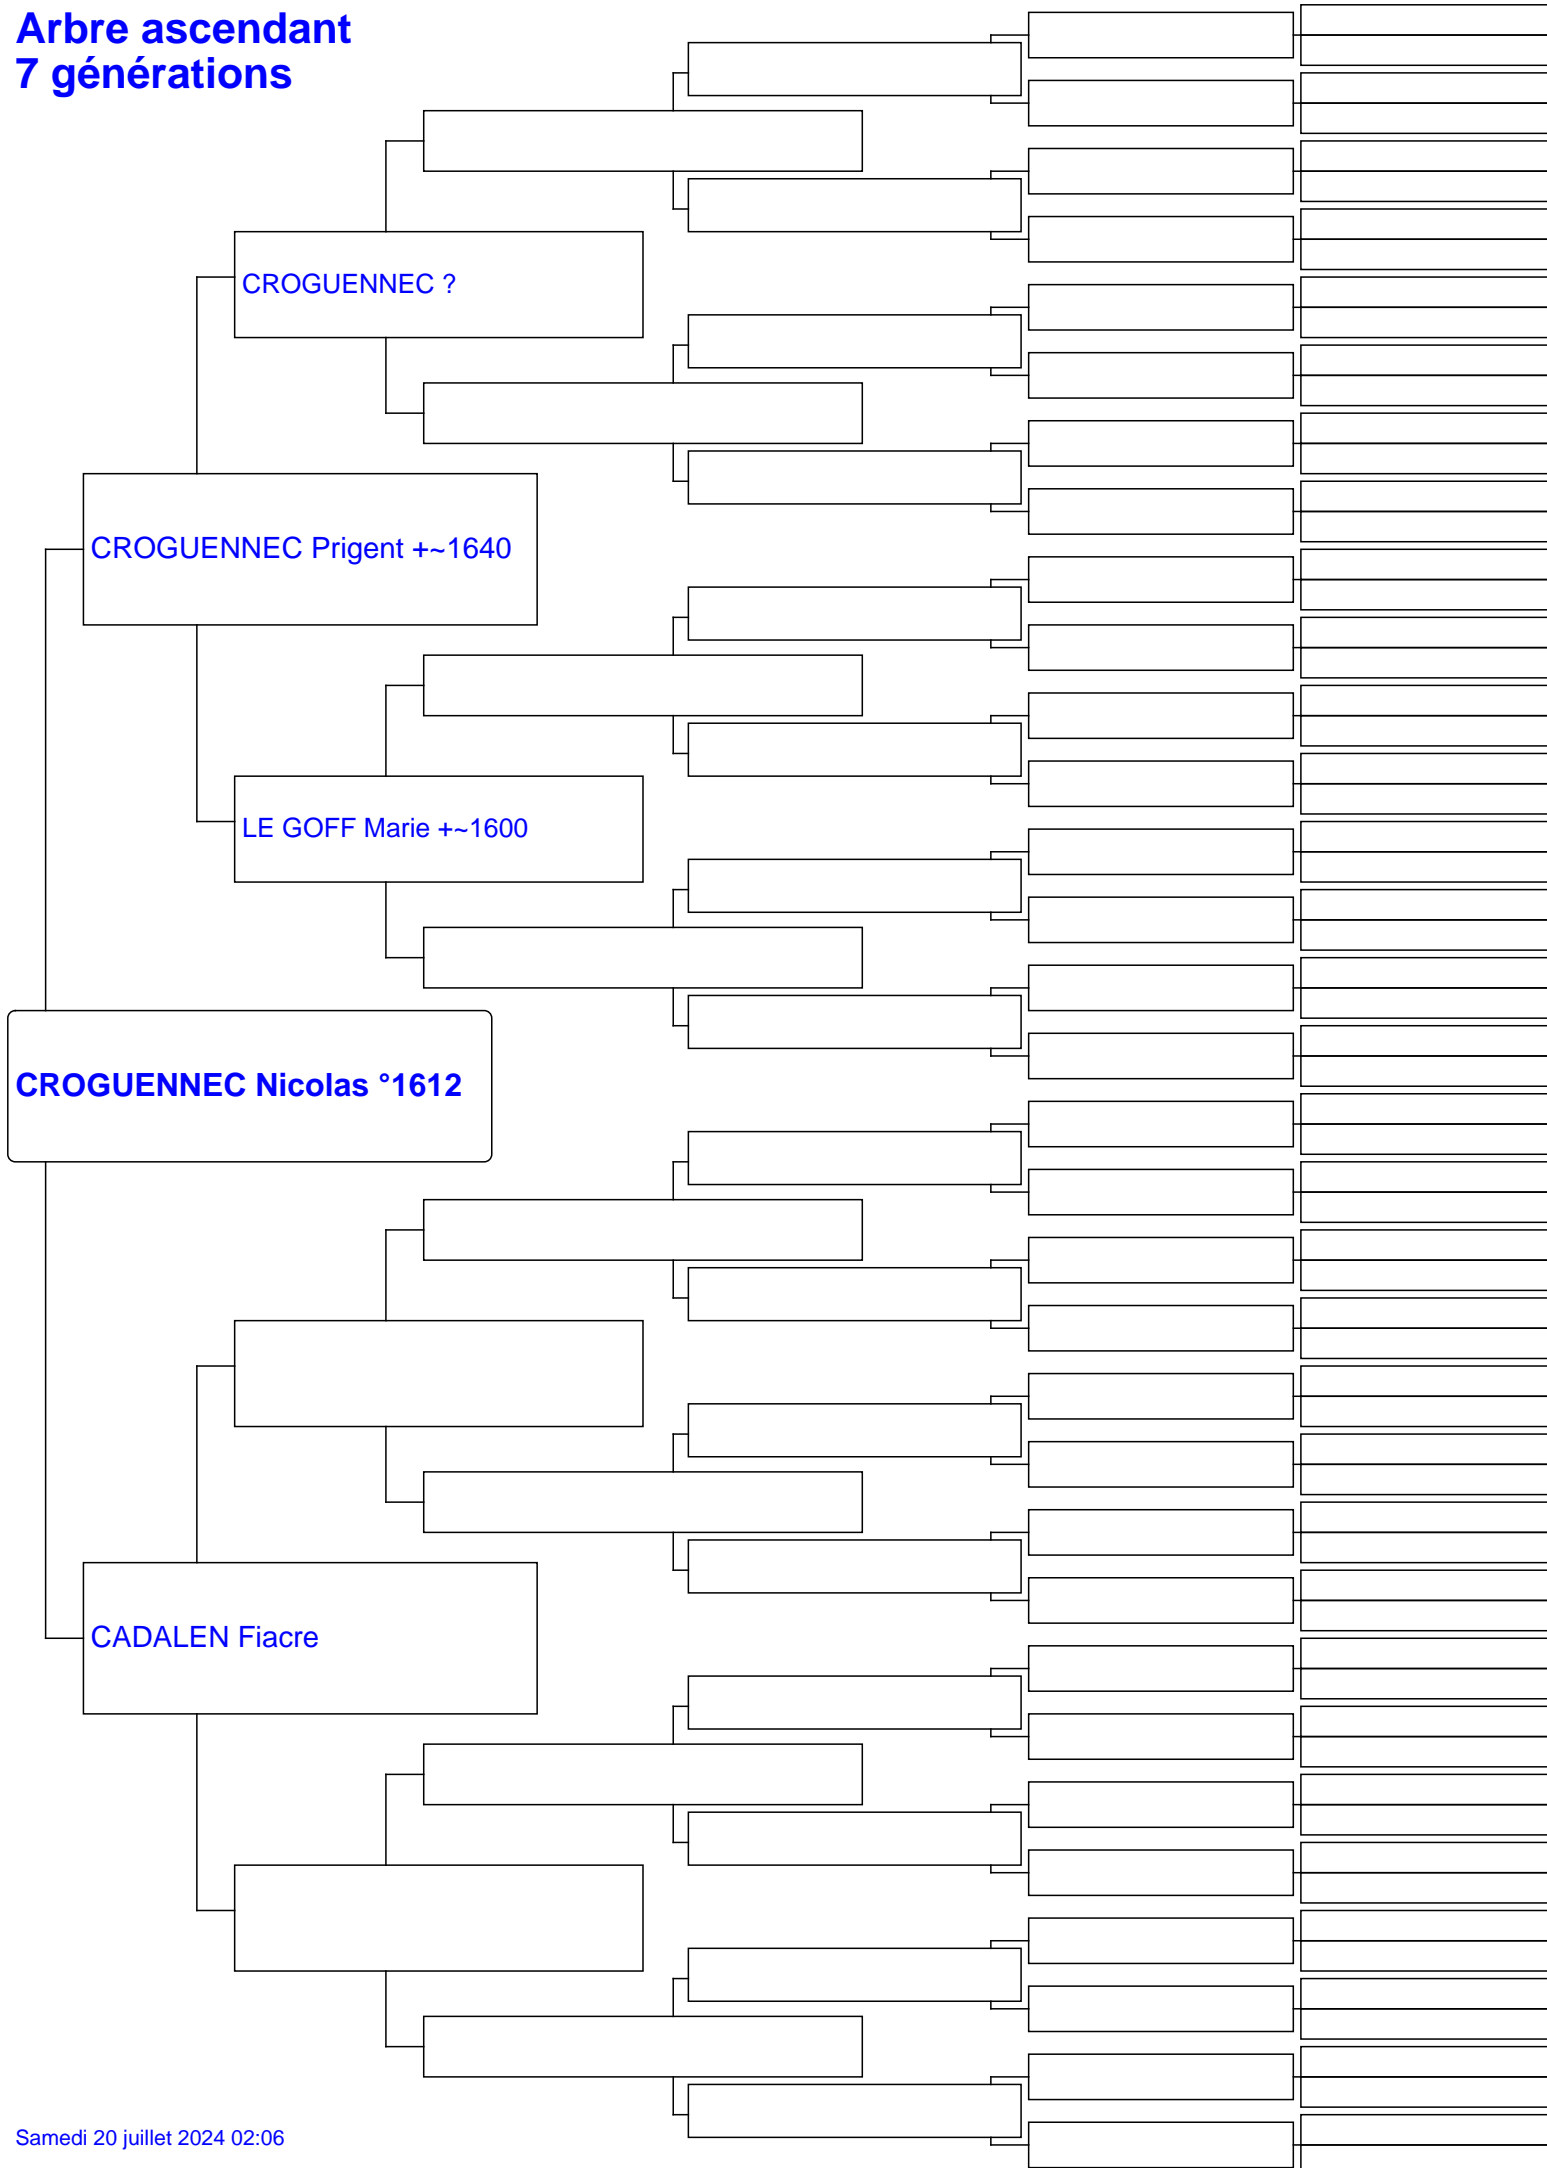 Arbre ascendant
7 générations
CROGUENNEC ?
CROGUENNEC Prigent +~1640
LE GOFF Marie +~1600
CROGUENNEC Nicolas °1612
CADALEN Fiacre
Samedi 20 juillet 2024 02:06